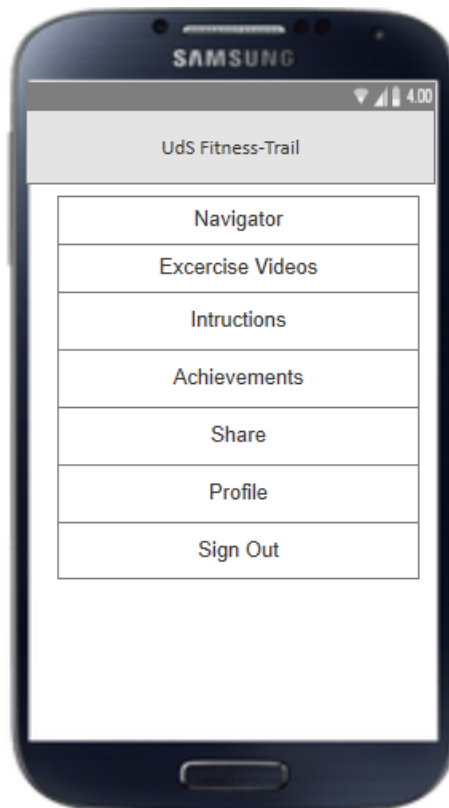 SAMSUNG
4.00
UdS Fitness-Trail
Navigator
Excercise Videos
Intructions
Achievements
Share
Profile
Sign Out